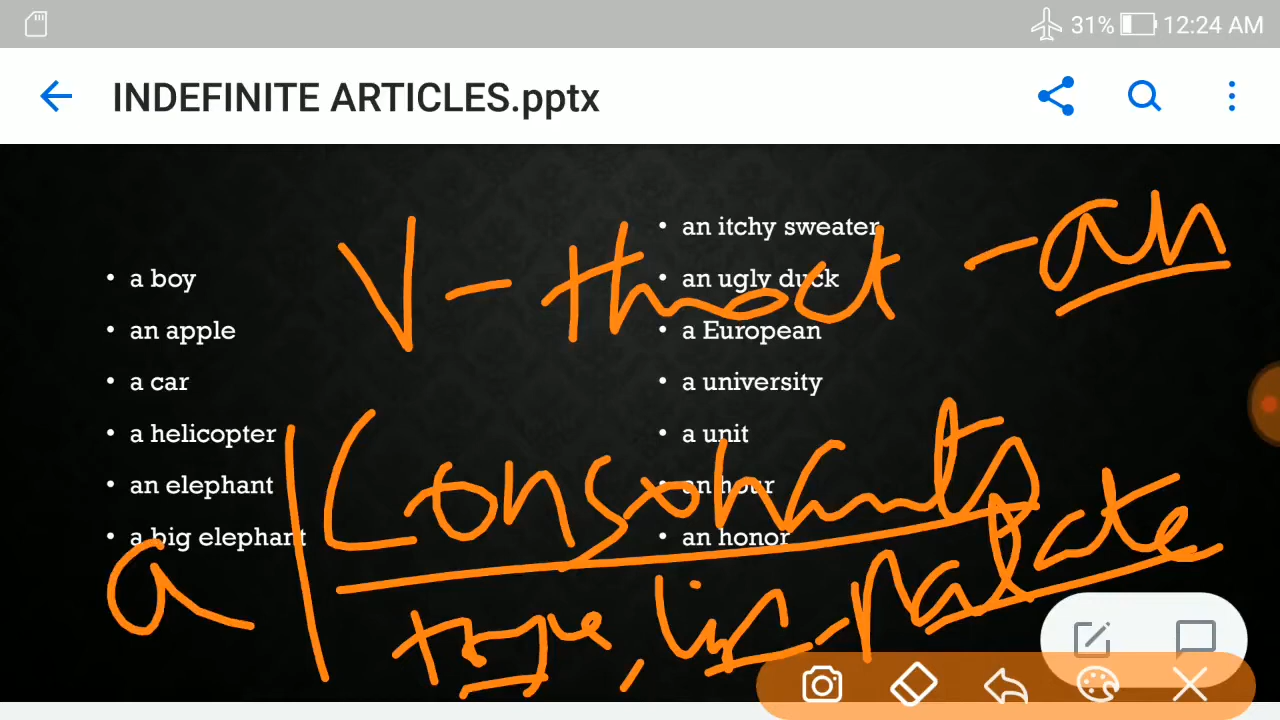 31% 12:24 AM
INDEFINITE ARTICLES.pptx
• a boy
• an apple
• a car
• a helicopter
• an elephant
• a big elephant
• an itchy sweater
• an ugly duck
• a European
• a university
• a unit
• an hour
• an honor
V - throat - an
a | Consonants
palate